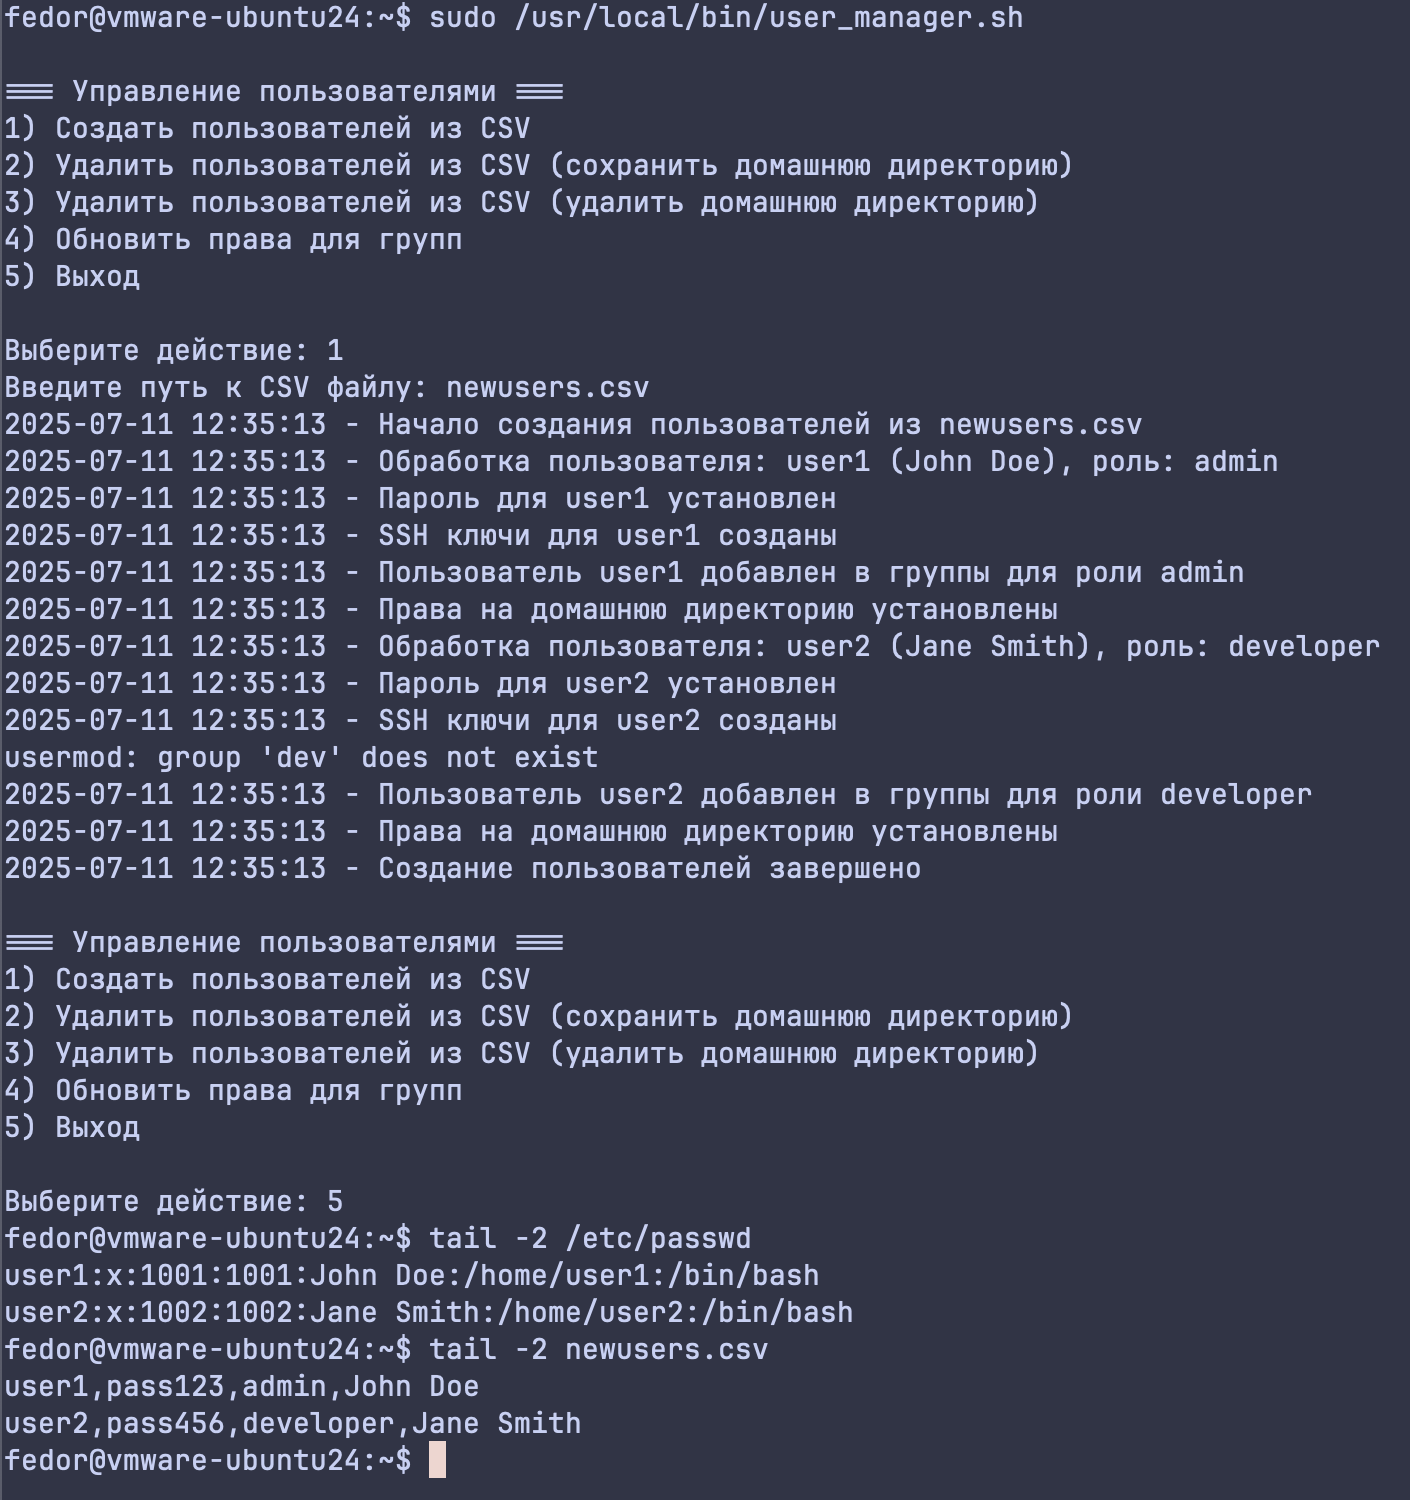 fedor@vmware-ubuntu24:~$ sudo /usr/local/bin/user_manager.sh
=== Управление пользователями ===
1) Создать пользователей из CSV
2) Удалить пользователей из CSV (сохранить домашнюю директорию)
3) Удалить пользователей из CSV (удалить домашнюю директорию)
4) Обновить права для групп
5) Выход
Выберите действие: 1
Введите путь к CSV файлу: newusers.csv
2025-07-11 12:35:13 - Начало создания пользователей из newusers.csv
2025-07-11 12:35:13 - Обработка пользователя: user1 (John Doe), роль: admin
2025-07-11 12:35:13 - Пароль для user1 установлен
2025-07-11 12:35:13 - SSH ключи для user1 созданы
2025-07-11 12:35:13 - Пользователь user1 добавлен в группы для роли admin
2025-07-11 12:35:13 - Права на домашнюю директорию установлены
2025-07-11 12:35:13 - Обработка пользователя: user2 (Jane Smith), роль: developer
2025-07-11 12:35:13 - Пароль для user2 установлен
2025-07-11 12:35:13 - SSH ключи для user2 созданы
usermod: group 'dev' does not exist
2025-07-11 12:35:13 - Пользователь user2 добавлен в группы для роли developer
2025-07-11 12:35:13 - Права на домашнюю директорию установлены
2025-07-11 12:35:13 - Создание пользователей завершено
=== Управление пользователями ===
1) Создать пользователей из CSV
2) Удалить пользователей из CSV (сохранить домашнюю директорию)
3) Удалить пользователей из CSV (удалить домашнюю директорию)
4) Обновить права для групп
5) Выход
Выберите действие: 5
fedor@vmware-ubuntu24:~$ tail -2 /etc/passwd
user1:x:1001:1001:John Doe:/home/user1:/bin/bash
user2:x:1002:1002:Jane Smith:/home/user2:/bin/bash
fedor@vmware-ubuntu24:~$ tail -2 newusers.csv
user1,pass123,admin,John Doe
user2,pass456,developer,Jane Smith
fedor@vmware-ubuntu24:~$